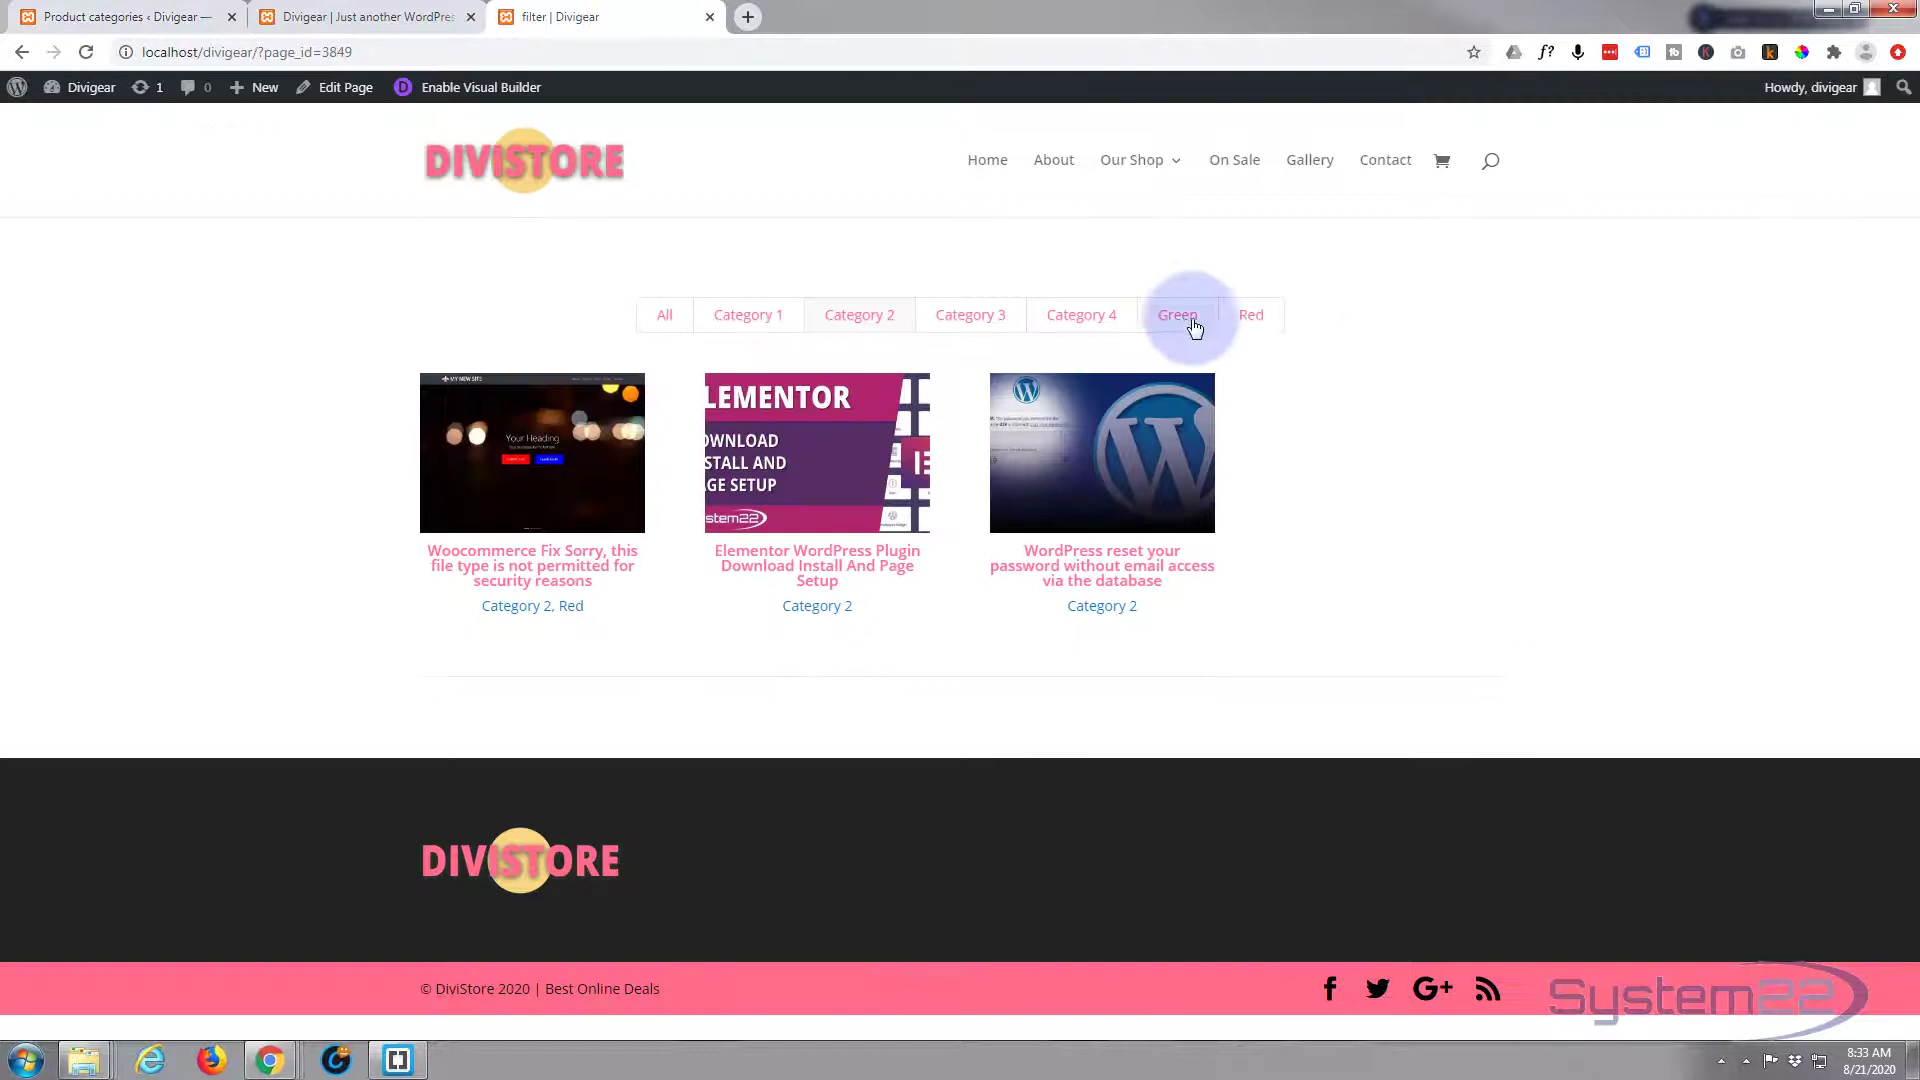 Product categories ‹ Divigear —
Divigear | Just another WordPres
filter | Divigear
localhost/divigear/?page_id=3849
Divigear
1
0
New
Edit Page
Enable Visual Builder
Howdy, divigear
DIVISTORE
Home
About
Our Shop
On Sale
Gallery
Contact
All
Category 1
Category 2
Category 3
Category 4
Green
Red
MY NEW SITE
Your Heading
LEMENTOR
OWNLOAD
STALL AND
GE SETUP
stem22
Woocommerce Fix Sorry, this
file type is not permitted for
security reasons
Category 2, Red
Elementor WordPress Plugin
Download Install And Page
Setup
Category 2
WordPress reset your
password without email access
via the database
Category 2
DIVISTORE
© DiviStore 2020 | Best Online Deals
System22
8:33 AM
8/21/2020